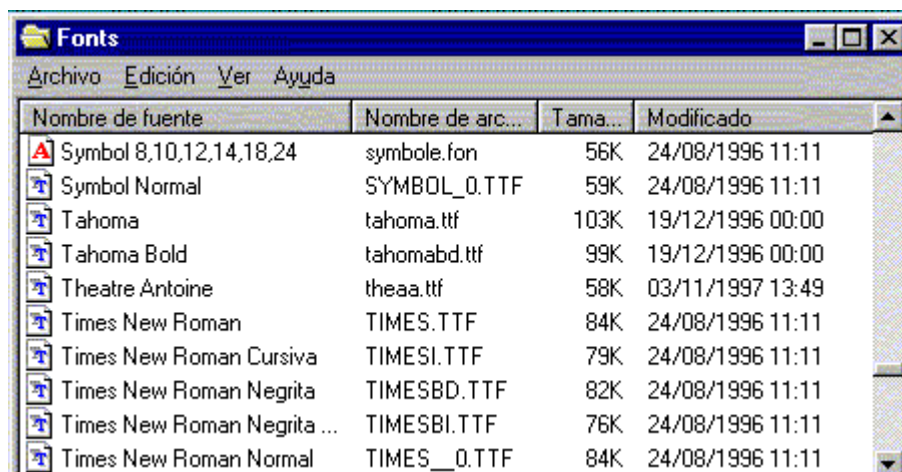 Fonts
Archivo Edición Ver Ayuda
Nombre de fuente Nombre de arc... Tama... Modificado
Symbol 8,10,12,14,18,24 symbole.fon 56K 24/08/1996 11:11
Symbol Normal SYMBOL_0.TTF 59K 24/08/1996 11:11
Tahoma tahoma.ttf 103K 19/12/1996 00:00
Tahoma Bold tahomabd.ttf 99K 19/12/1996 00:00
Theatre Antoine theaa.ttf 58K 03/11/1997 13:49
Times New Roman TIMES.TTF 84K 24/08/1996 11:11
Times New Roman Cursiva TIMESI.TTF 79K 24/08/1996 11:11
Times New Roman Negrita TIMESBD.TTF 82K 24/08/1996 11:11
Times New Roman Negrita ... TIMESBI.TTF 76K 24/08/1996 11:11
Times New Roman Normal TIMES__0.TTF 84K 24/08/1996 11:11